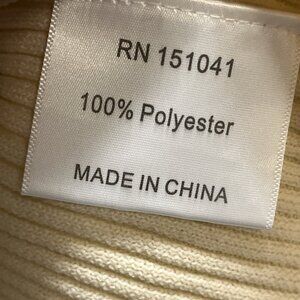 RN 151041
100% Polyester
MADE IN CHINA